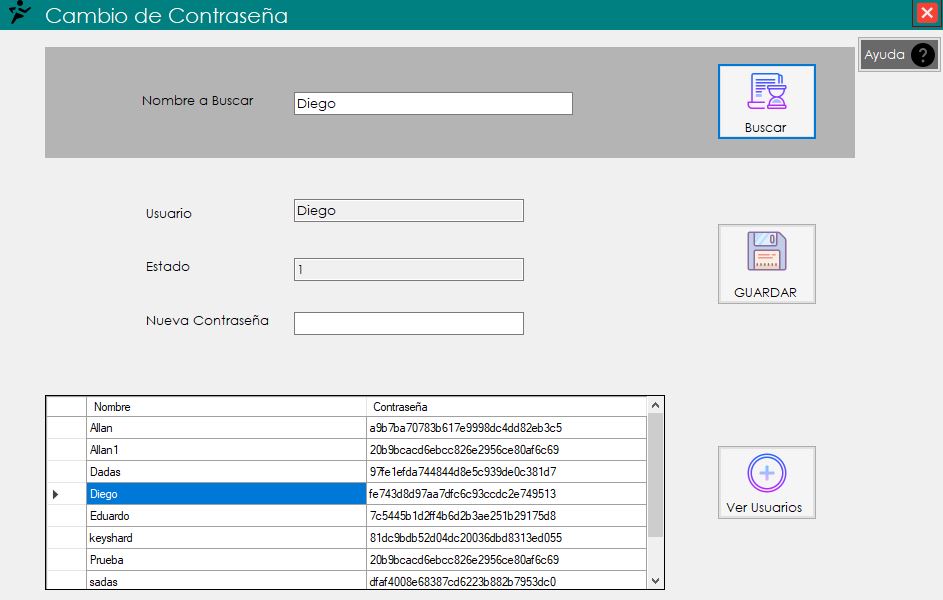 Cambio de Contraseña
Ayuda ?
Nombre a Buscar Diego
Buscar
Usuario Diego
Estado 1
GUARDAR
Nueva Contraseña
Nombre Contraseña
Allan a9b7ba70783b617e9998dc4dd82eb3c5
Allan1 20b9bcacd6ebcc826e2956ce80af6c69
Dadas 97fe1efda744844d8e5c939de0c381d7
Diego fe743d8d97aa7dfc6c93ccdc2e749513
Eduardo 7c5445b1d2ff4b6d2b3ae251b29175d8
keyshard 81dc9bdb52d04dc20036dbd8313ed055
Prueba 20b9bcacd6ebcc826e2956ce80af6c69
sadas dfaf4008e68387cd6223b882b7953dc0
Ver Usuarios